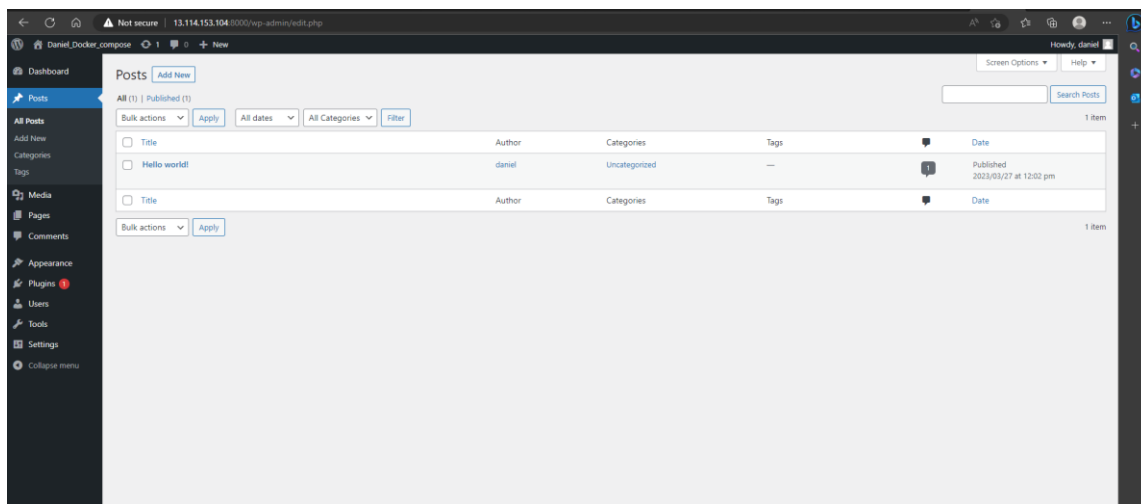 Not secure | 13.114.153.104:8000/wp-admin/edit.php
Daniel_Docker_compose 1 0 + New Howdy, daniel
Screen Options Help
Dashboard
Posts
All Posts
Add New
Categories
Tags
Media
Pages
Comments
Appearance
Plugins 1
Users
Tools
Settings
Collapse menu
Posts Add New
All (1) | Published (1) Search Posts
Bulk actions Apply All dates All Categories Filter 1 item
Title Author Categories Tags Date
Hello world! daniel Uncategorized — 1 Published
2023/03/27 at 12:02 pm
Title Author Categories Tags Date
Bulk actions Apply 1 item